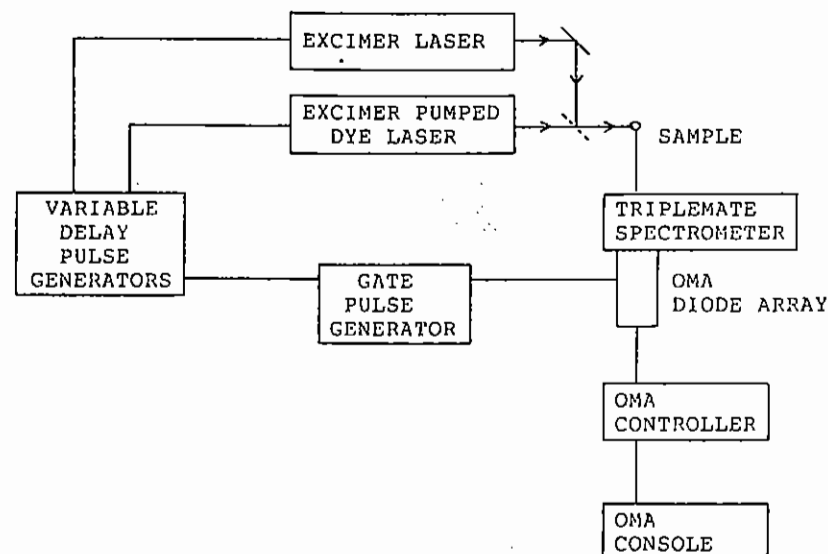 EXCIMER LASER
EXCIMER PUMPED
DYE LASER
SAMPLE
VARIABLE
DELAY
PULSE
GENERATORS
TRIPLEMATE
SPECTROMETER
GATE
PULSE
GENERATOR
OMA
DIODE ARRAY
OMA
CONTROLLER
OMA
CONSOLE